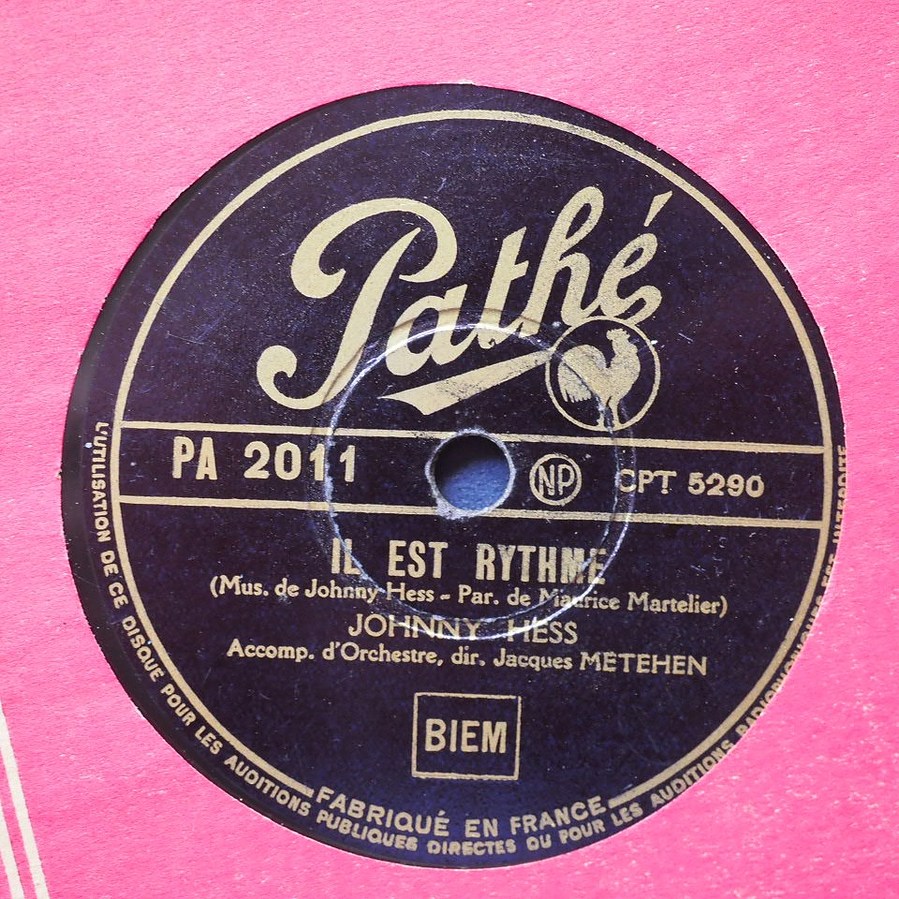 Pathé
PA 2011
NP
CPT 5290
IL EST RYTHME
(Mus. de Johnny Hess - Par. de Maurice Martelier)
JOHNNY HESS
Accomp. d'Orchestre, dir. Jacques METEHEN
BIEM
FABRIQUÉ EN FRANCE
L'UTILISATION DE CE DISQUE POUR LES AUDITIONS PUBLIQUES DIRECTES OU POUR LES AUDITIONS RADIOPHONIQUES EST INTERDITE